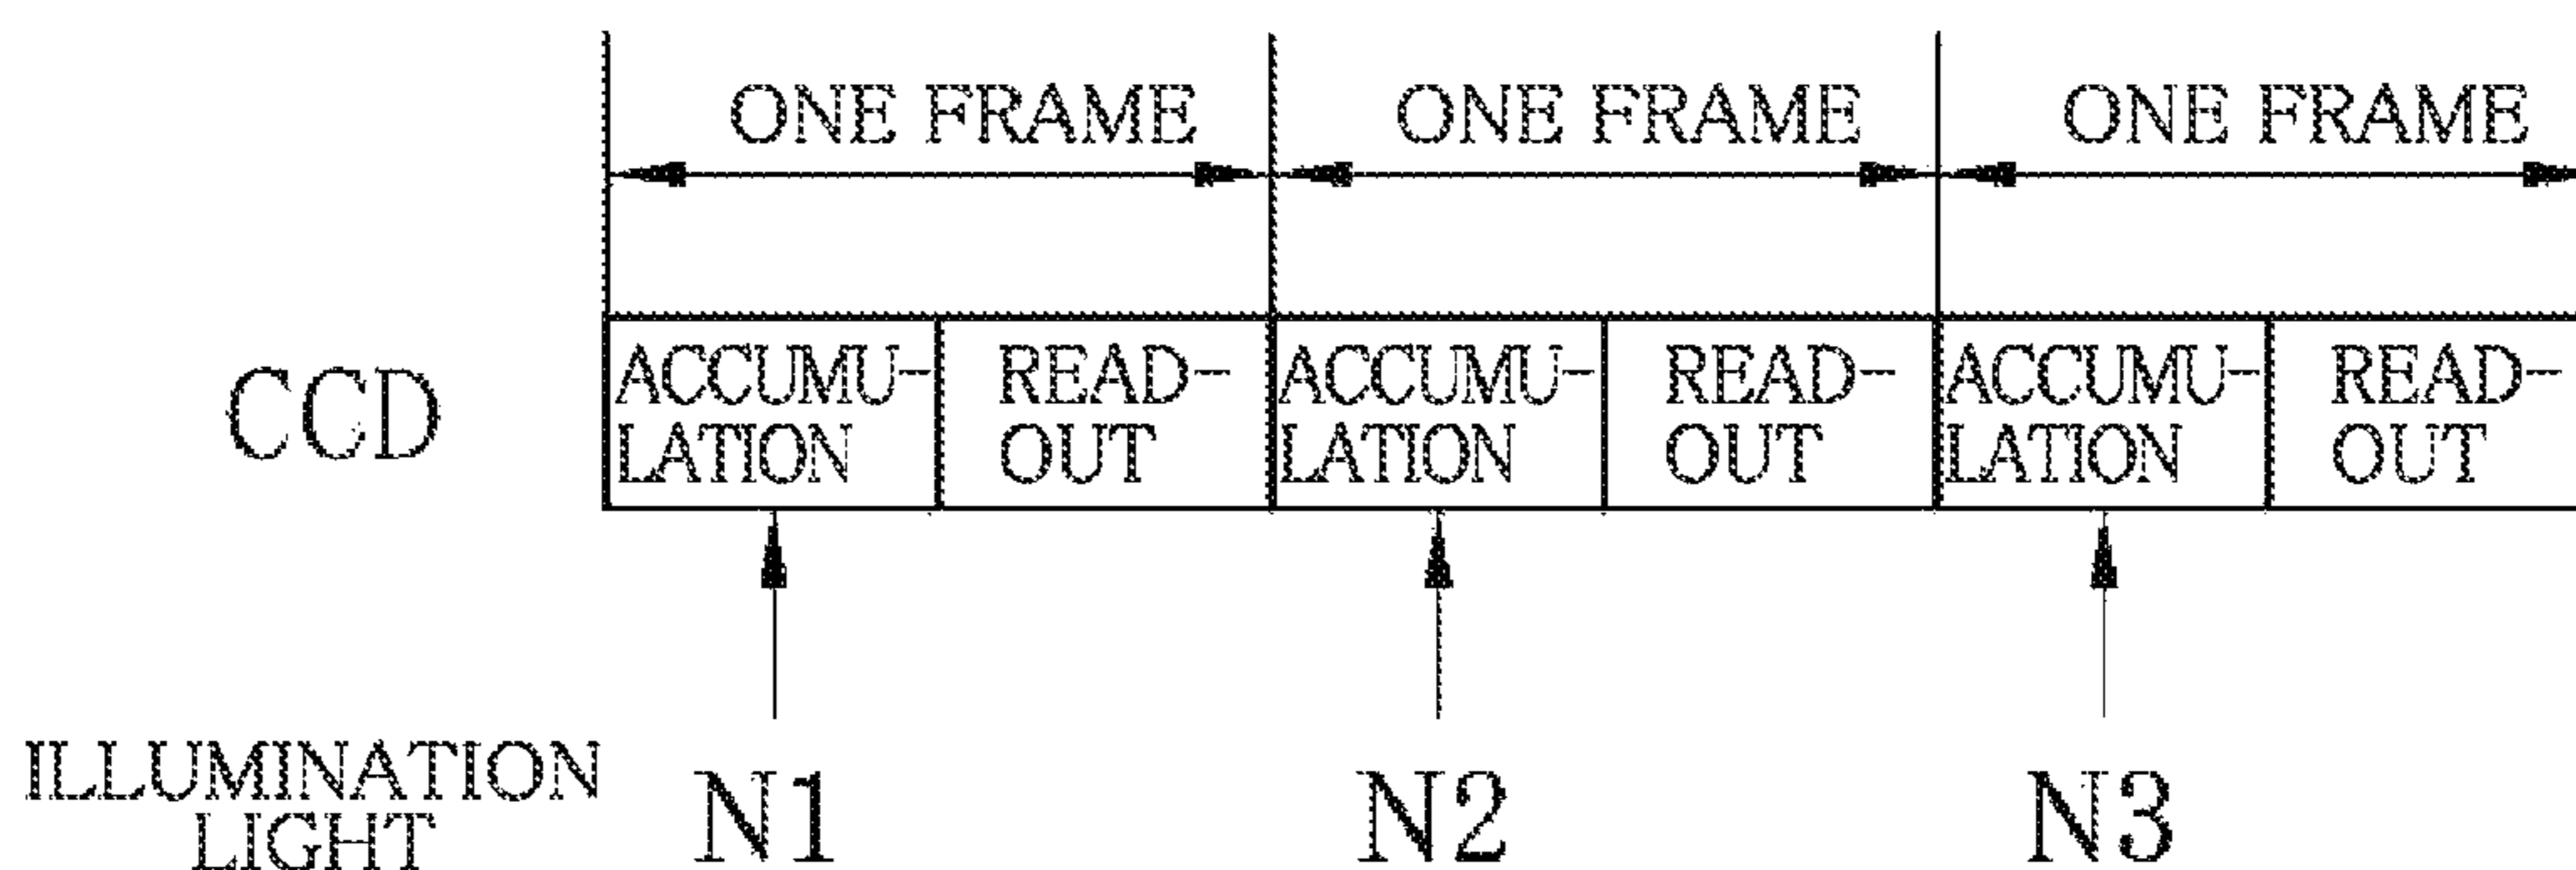 ONE FRAME ONE FRAME ONE FRAME
CCD
ACCUMU-
LATION
READ-
OUT
ACCUMU-
LATION
READ-
OUT
ACCUMU-
LATION
READ-
OUT
ILLUMINATION
LIGHT
N1 N2 N3